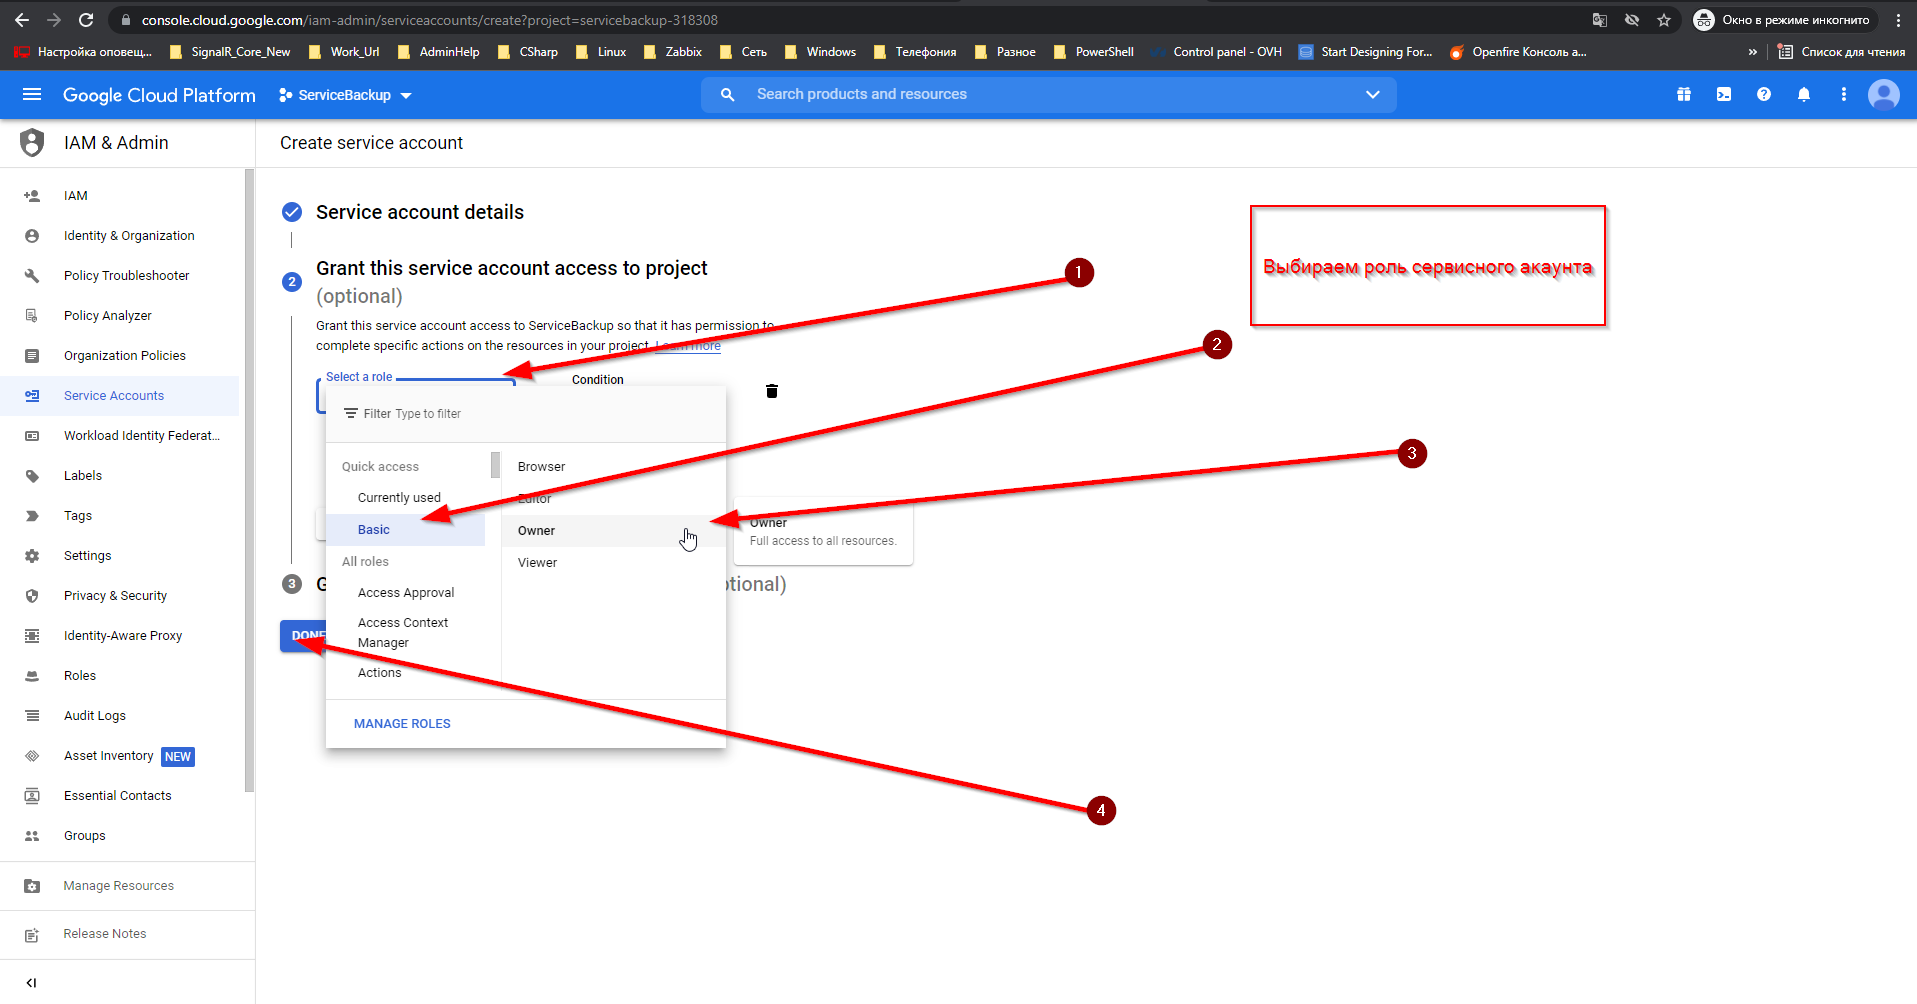 console.cloud.google.com/iam-admin/serviceaccounts/create?project=servicebackup-318308
Окно в режиме инкогнито
Настройка оповещ...
SignalR_Core_New
Work_Url
AdminHelp
CSharp
Linux
Zabbix
Сеть
Windows
Телефония
Разное
PowerShell
Control panel - OVH
Start Designing For...
Openfire Консоль а...
»
Список для чтения
Google Cloud Platform
ServiceBackup
Search products and resources
IAM & Admin
Create service account
IAM
Identity & Organization
Policy Troubleshooter
Policy Analyzer
Organization Policies
Service Accounts
Workload Identity Federat...
Labels
Tags
Settings
Privacy & Security
Identity-Aware Proxy
Roles
Audit Logs
Asset Inventory NEW
Essential Contacts
Groups
Manage Resources
Release Notes
Service account details
2
Grant this service account access to project
(optional)
Grant this service account access to ServiceBackup so that it has permission to
complete specific actions on the resources in your project. Learn more
Select a role
Condition
Filter Type to filter
Quick access
Currently used
Basic
All roles
Access Approval
Access Context
Manager
Actions
Browser
Editor
Owner
Viewer
MANAGE ROLES
Owner
Full access to all resources.
3
DONE
1
2
3
4
Выбираем роль сервисного акаунта